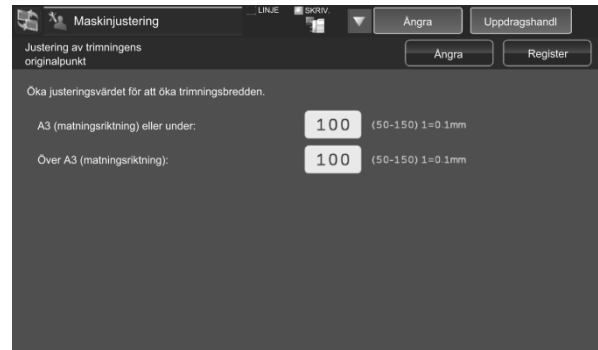 Maskinjustering
LINJE
SKRIV.
Ångra
Uppdragshandl
Justering av trimningens
originalpunkt
Ångra
Register
Öka justeringsvärdet för att öka trimningsbredden.
A3 (matningsriktning) eller under:
100
(50-150) 1=0.1mm
Över A3 (matningsriktning):
100
(50-150) 1=0.1mm